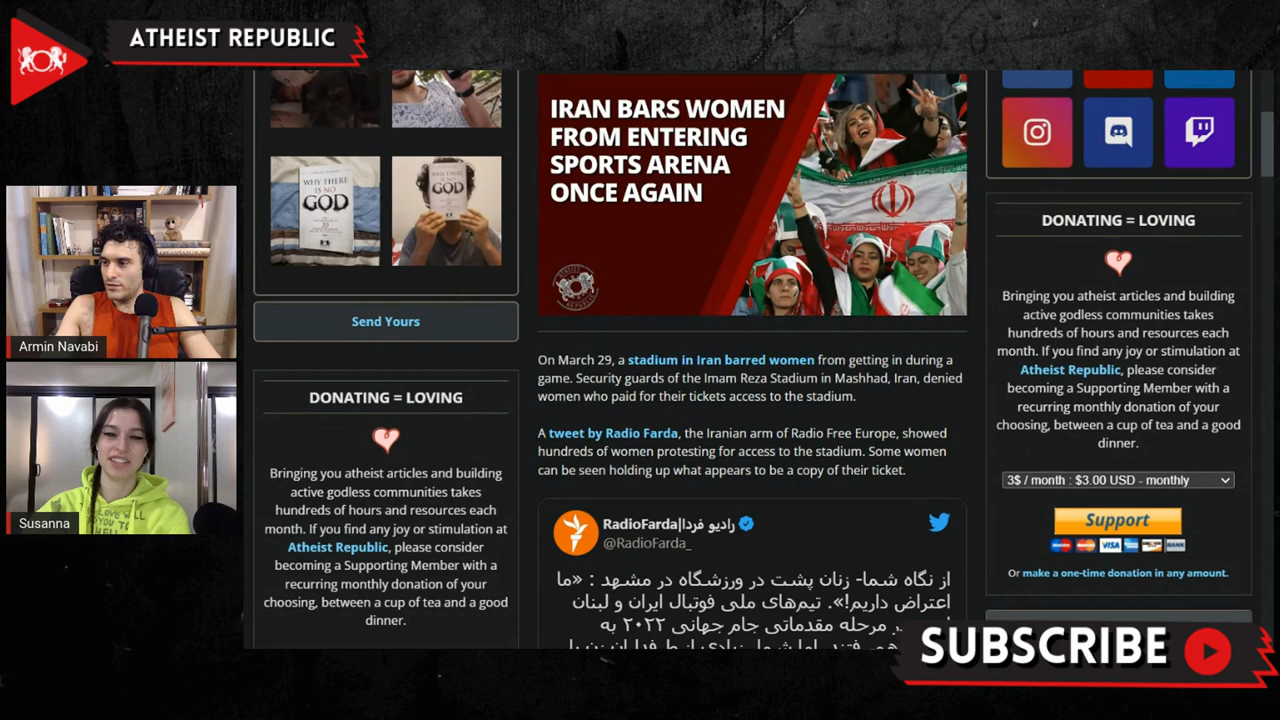 ATHEIST REPUBLIC
Armin Navabi
Susanna
WHY THERE
IS NO
GOD
WHY THERE
IS NO
GOD
Send Yours
DONATING = LOVING
Bringing you atheist articles and building
active godless communities takes
hundreds of hours and resources each
month. If you find any joy or stimulation at
Atheist Republic, please consider
becoming a Supporting Member with a
recurring monthly donation of your
choosing, between a cup of tea and a good
dinner.
IRAN BARS WOMEN
FROM ENTERING
SPORTS ARENA
ONCE AGAIN
On March 29, a stadium in Iran barred women from getting in during a
game. Security guards of the Imam Reza Stadium in Mashhad, Iran, denied
women who paid for their tickets access to the stadium.
A tweet by Radio Farda, the Iranian arm of Radio Free Europe, showed
hundreds of women protesting for access to the stadium. Some women
can be seen holding up what appears to be a copy of their ticket.
RadioFarda|راديو فردا
@RadioFarda_
از نگاه شما- زنان پشت در ورزشگاه در مشهد : «ما
اعتراض داریم!». تیم‌های ملی فوتبال ایران و لبنان
مرحله مقدماتی جام جهانی ۲۰۲۲ به
DONATING = LOVING
Bringing you atheist articles and building
active godless communities takes
hundreds of hours and resources each
month. If you find any joy or stimulation at
Atheist Republic, please consider
becoming a Supporting Member with a
recurring monthly donation of your
choosing, between a cup of tea and a good
dinner.
3$ / month : $3.00 USD - monthly
Support
VISA
BANK
Or make a one-time donation in any amount.
SUBSCRIBE